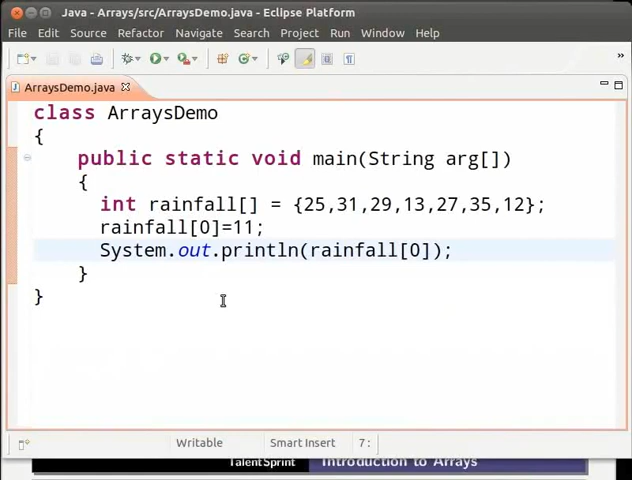 Java - Arrays/src/ArraysDemo.java - Eclipse Platform
File Edit Source Refactor Navigate Search Project Run Window Help
ArraysDemo.java
class ArraysDemo
{
public static void main(String arg[])
{
int rainfall[] = {25,31,29,13,27,35,12};
rainfall[0]=11;
System.out.println(rainfall[0]);
}
}
Writable Smart Insert 7:
TalentSprint Introduction to Arrays